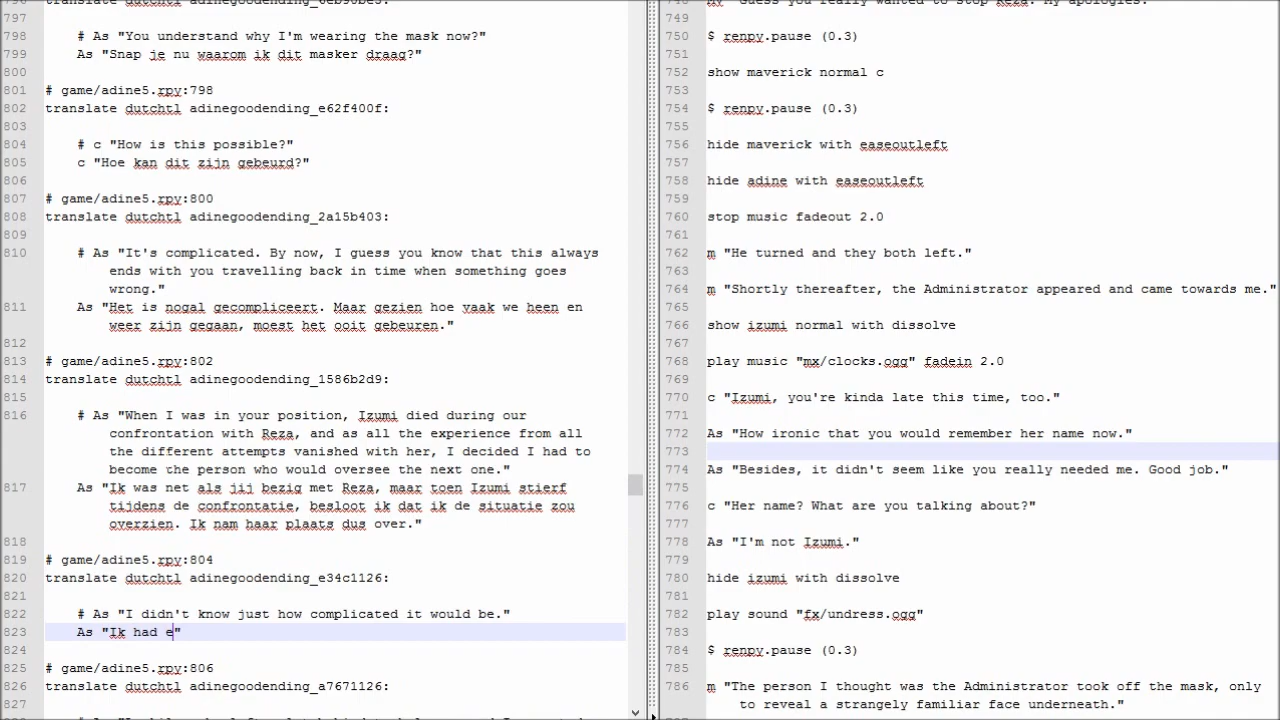 796
797
798 # As "You understand why I'm wearing the mask now?"
799 As "Snap je nu waarom ik dit masker draag?"
800
801 # game/adine5.rpy:798
802 translate dutchtl adinegoodending_e62f400f:
803
804 # c "How is this possible?"
805 c "Hoe kan dit zijn gebeurd?"
806
807 # game/adine5.rpy:800
808 translate dutchtl adinegoodending_2a15b403:
809
810 # As "It's complicated. By now, I guess you know that this always
ends with you travelling back in time when something goes
wrong."
811 As "Het is nogal gecompliceert. Maar gezien hoe vaak we heen en
weer zijn gegaan, moest het ooit gebeuren."
812
813 # game/adine5.rpy:802
814 translate dutchtl adinegoodending_1586b2d9:
815
816 # As "When I was in your position, Izumi died during our
confrontation with Reza, and as all the experience from all
the different attempts vanished with her, I decided I had to
become the person who would oversee the next one."
817 As "Ik was net als jij bezig met Reza, maar toen Izumi stierf
tijdens de confrontatie, besloot ik dat ik de situatie zou
overzien. Ik nam haar plaats dus over."
818
819 # game/adine5.rpy:804
820 translate dutchtl adinegoodending_e34c1126:
821
822 # As "I didn't know just how complicated it would be."
823 As "Ik had e"
824
825 # game/adine5.rpy:806
826 translate dutchtl adinegoodending_a7671126:
827
748 "Guess you really wanted to stop Reza. My apologies."
749
750 $ renpy.pause (0.3)
751
752 show maverick normal c
753
754 $ renpy.pause (0.3)
755
756 hide maverick with easeoutleft
757
758 hide adine with easeoutleft
759
760 stop music fadeout 2.0
761
762 m "He turned and they both left."
763
764 m "Shortly thereafter, the Administrator appeared and came towards me."
765
766 show izumi normal with dissolve
767
768 play music "mx/clocks.ogg" fadein 2.0
769
770 c "Izumi, you're kinda late this time, too."
771
772 As "How ironic that you would remember her name now."
773
774 As "Besides, it didn't seem like you really needed me. Good job."
775
776 c "Her name? What are you talking about?"
777
778 As "I'm not Izumi."
779
780 hide izumi with dissolve
781
782 play sound "fx/undress.ogg"
783
784 $ renpy.pause (0.3)
785
786 m "The person I thought was the Administrator took off the mask, only
to reveal a strangely familiar face underneath."